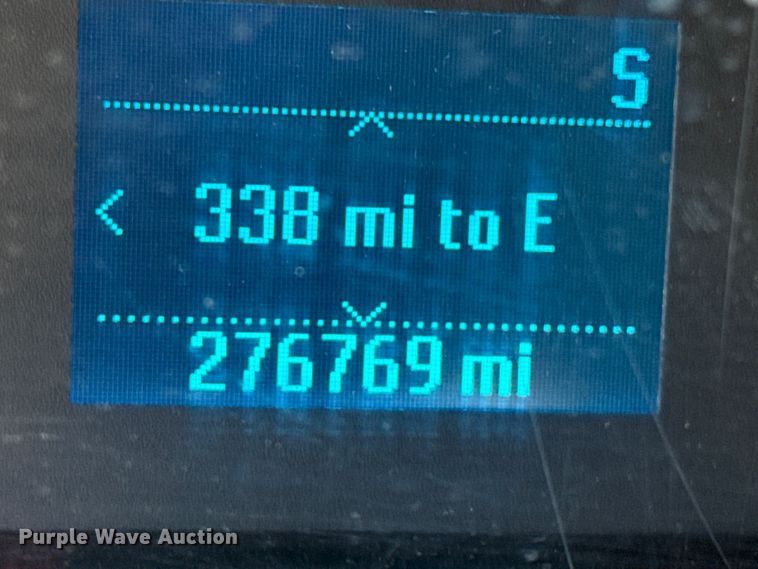 S
338 mi to E
276769 mi
Purple Wave Auction